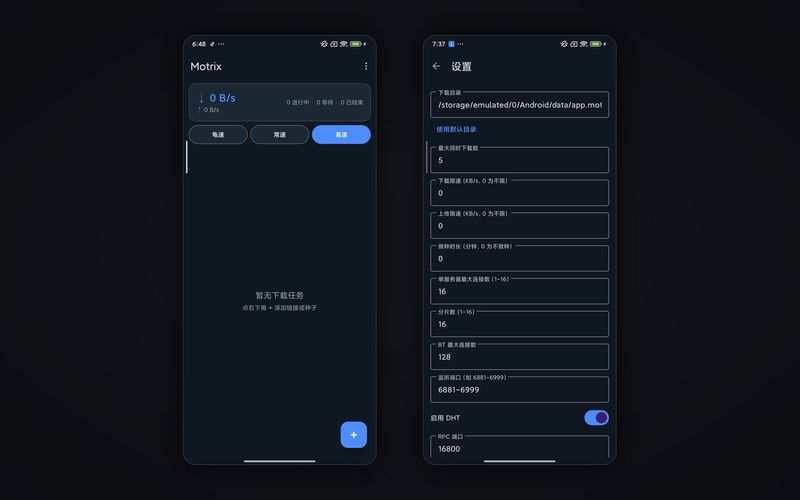 6:48
Motrix
↓ 0 B/s
↑ 0 B/s
0 进行中 · 0 等待 · 0 已结束
龟速
常速
高速
暂无下载任务
点右下角 + 添加链接或种子
+
7:37
设置
下载目录
/storage/emulated/0/Android/data/app.mot
使用默认目录
最大同时下载数
5
下载限速 (KB/s, 0 为不限)
0
上传限速 (KB/s, 0 为不限)
0
做种时长 (分钟, 0 为不做种)
0
单服务器最大连接数 (1-16)
16
分片数 (1-16)
16
BT 最大连接数
128
监听端口 (如 6881-6999)
6881-6999
启用 DHT
RPC 端口
16800